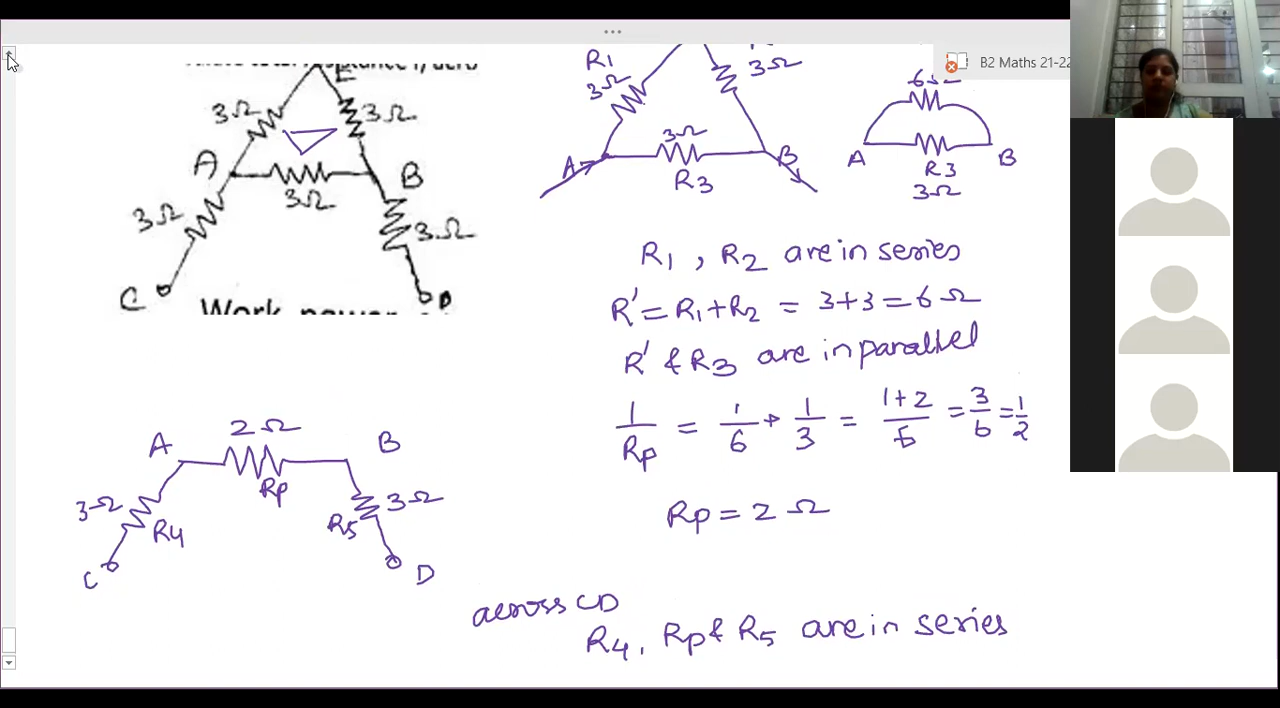 B2 Maths 21-22
3Ω
E
3Ω
A
3Ω
B
3Ω
3Ω
C
D
R1
3Ω
3Ω
3Ω
A
R3
B
6Ω
A
R3
B
3Ω
R1 , R2 are in series
R' = R1+R2 = 3+3 = 6 Ω
R' & R3 are in parallel
1/Rp = 1/6 + 1/3 = 1+2/6 = 3/6 = 1/2
Rp = 2 Ω
A
2 Ω
B
Rp
3Ω
R4
R5
3Ω
C
D
across CD
R4, Rp & R5 are in series